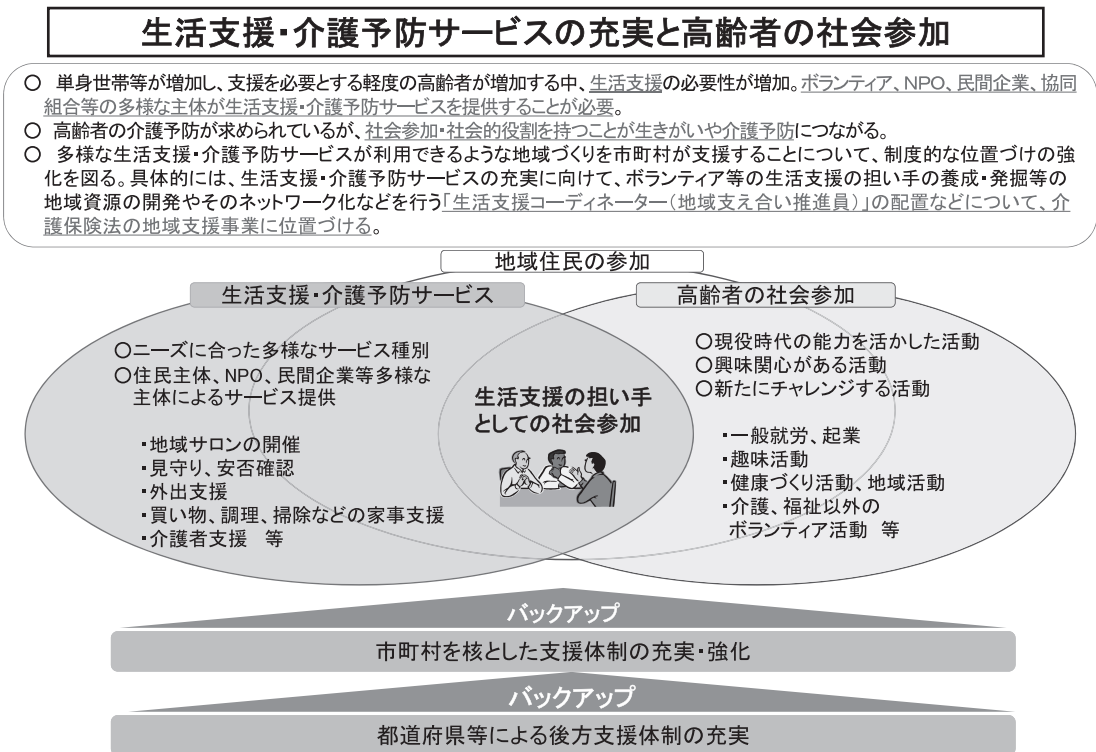 生活支援・介護予防サービスの充実と高齢者の社会参加
○ 単身世帯等が増加し、支援を必要とする軽度の高齢者が増加する中、生活支援の必要性が増加。ボランティア、NPO、民間企業、協同
組合等の多様な主体が生活支援・介護予防サービスを提供することが必要。
○ 高齢者の介護予防が求められているが、社会参加・社会的役割を持つことが生きがいや介護予防につながる。
○ 多様な生活支援・介護予防サービスが利用できるような地域づくりを市町村が支援することについて、制度的な位置づけの強
化を図る。具体的には、生活支援・介護予防サービスの充実に向けて、ボランティア等の生活支援の担い手の養成・発掘等の
地域資源の開発やそのネットワーク化などを行う「生活支援コーディネーター（地域支え合い推進員）」の配置などについて、介
護保険法の地域支援事業に位置づける。
地域住民の参加
生活支援・介護予防サービス
○ニーズに合った多様なサービス種別
○住民主体、NPO、民間企業等多様な
主体によるサービス提供
・地域サロンの開催
・見守り、安否確認
・外出支援
・買い物、調理、掃除などの家事支援
・介護者支援 等
生活支援の担い手
としての社会参加
高齢者の社会参加
○現役時代の能力を活かした活動
○興味関心がある活動
○新たにチャレンジする活動
・一般就労、起業
・趣味活動
・健康づくり活動、地域活動
・介護、福祉以外の
ボランティア活動 等
バックアップ
市町村を核とした支援体制の充実・強化
バックアップ
都道府県等による後方支援体制の充実